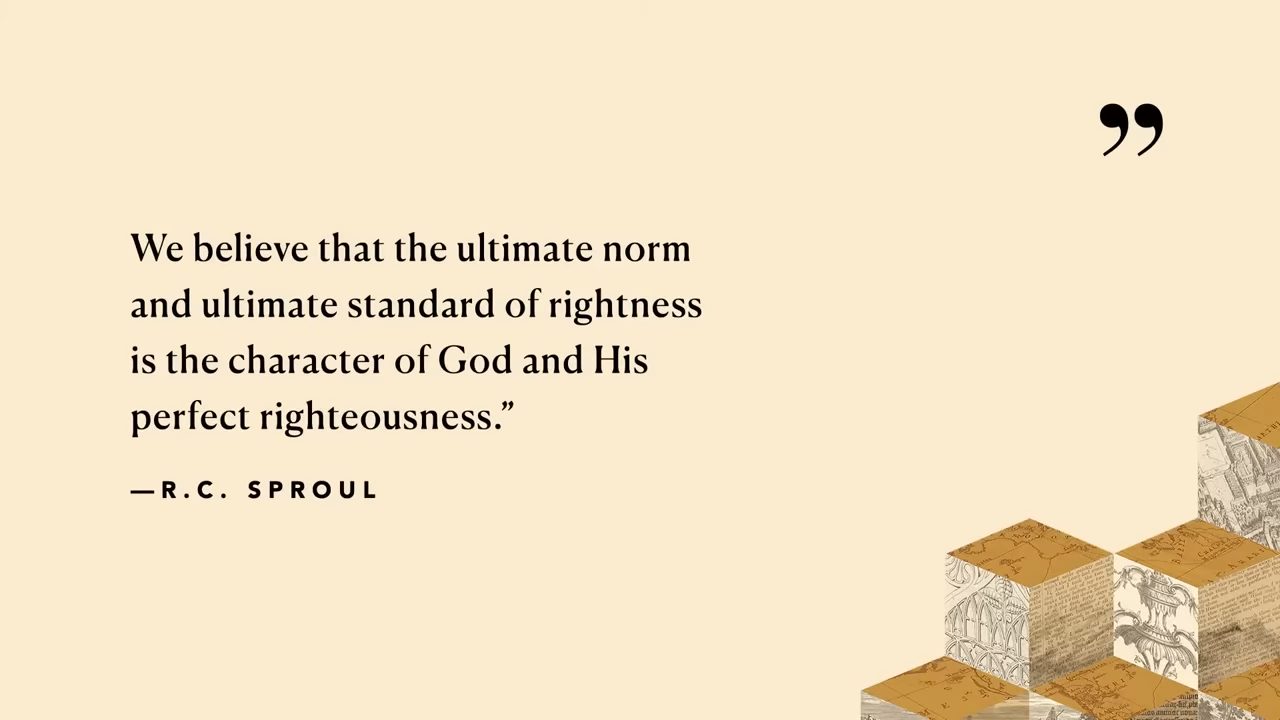 ”
We believe that the ultimate norm
and ultimate standard of rightness
is the character of God and His
perfect righteousness.”
—R.C. SPROUL